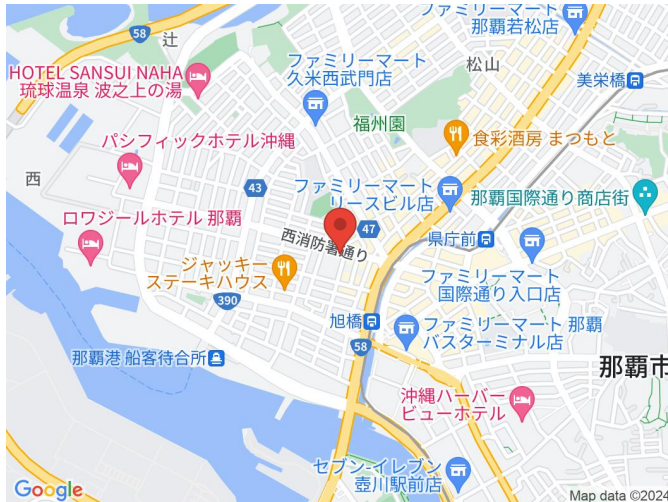 ファミリーマート
那覇若松店
58
辻
松山
HOTEL SANSUI NAHA
琉球温泉 波之上の湯
ファミリーマート
久米西武門店
美栄橋
福州園
食彩酒房 まつもと
パシフィックホテル沖縄
西
43
ファミリーマート
リースビル店
那覇国際通り商店街
ロワジールホテル 那覇
47
西消防署通り
県庁前
ジャッキー
ステーキハウス
ファミリーマート
国際通り入口店
390
旭橋
ファミリーマート 那覇
バスターミナル店
58
那覇港 船客待合所
那覇市
沖縄ハーバー
ビューホテル
セブン-イレブン
壺川駅前店
Google
Map data ©2024